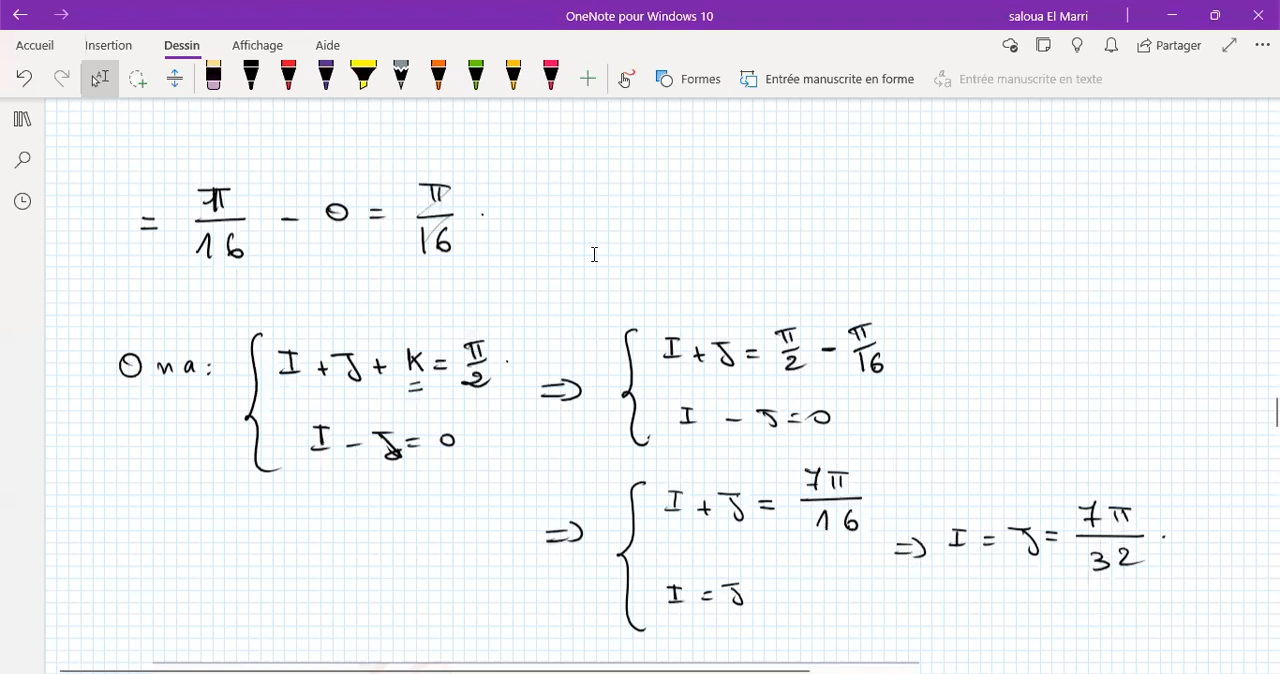 OneNote pour Windows 10
saloua El Marri
Accueil Insertion Dessin Affichage Aide
Partager
Formes Entrée manuscrite en forme Entrée manuscrite en texte
= π/16 - 0 = π/16 .
On a : { I + J + K = π/2 . => { I + J = π/2 - π/16
I - J = 0 I - J = 0
=> { I + J = 7π/16 => I = J = 7π/32 .
I = J